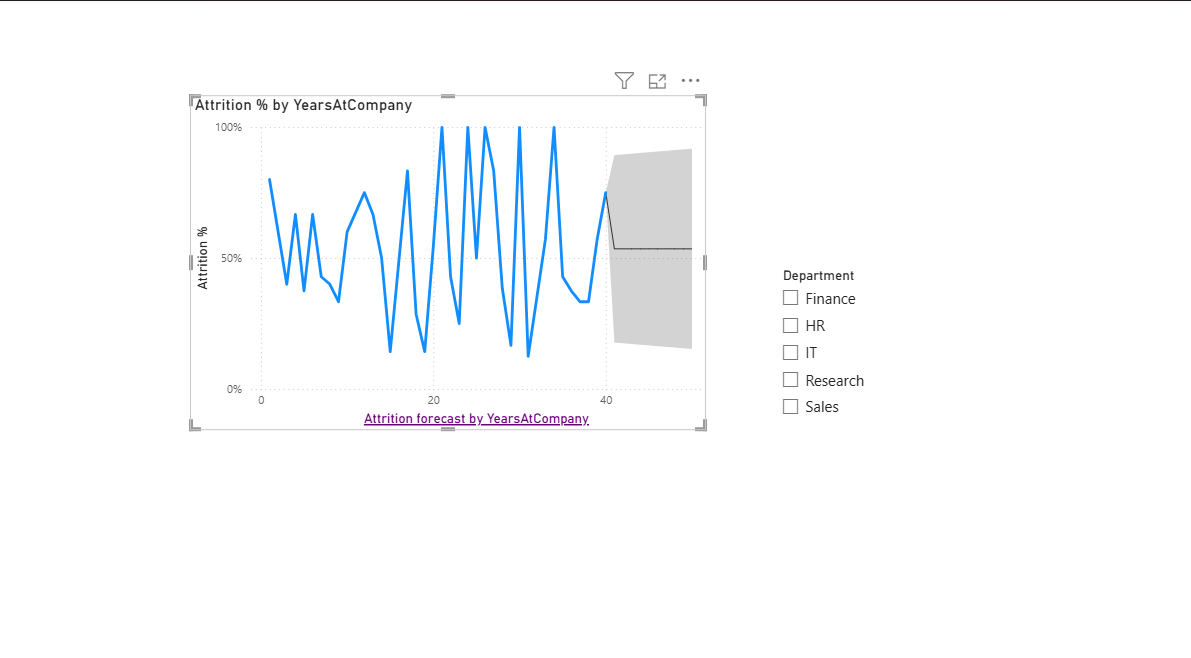 Attrition % by YearsAtCompany
100%
50%
0%
Attrition %
0 20 40
Attrition forecast by YearsAtCompany
Department
Finance
HR
IT
Research
Sales